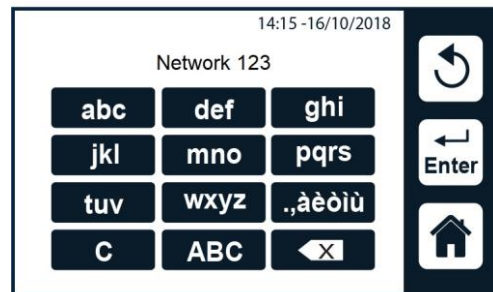 14:15 -16/10/2018
Network 123
abc def ghi
jkl mno pqrs
Enter
tuv wxyz .,àèòìù
C ABC X